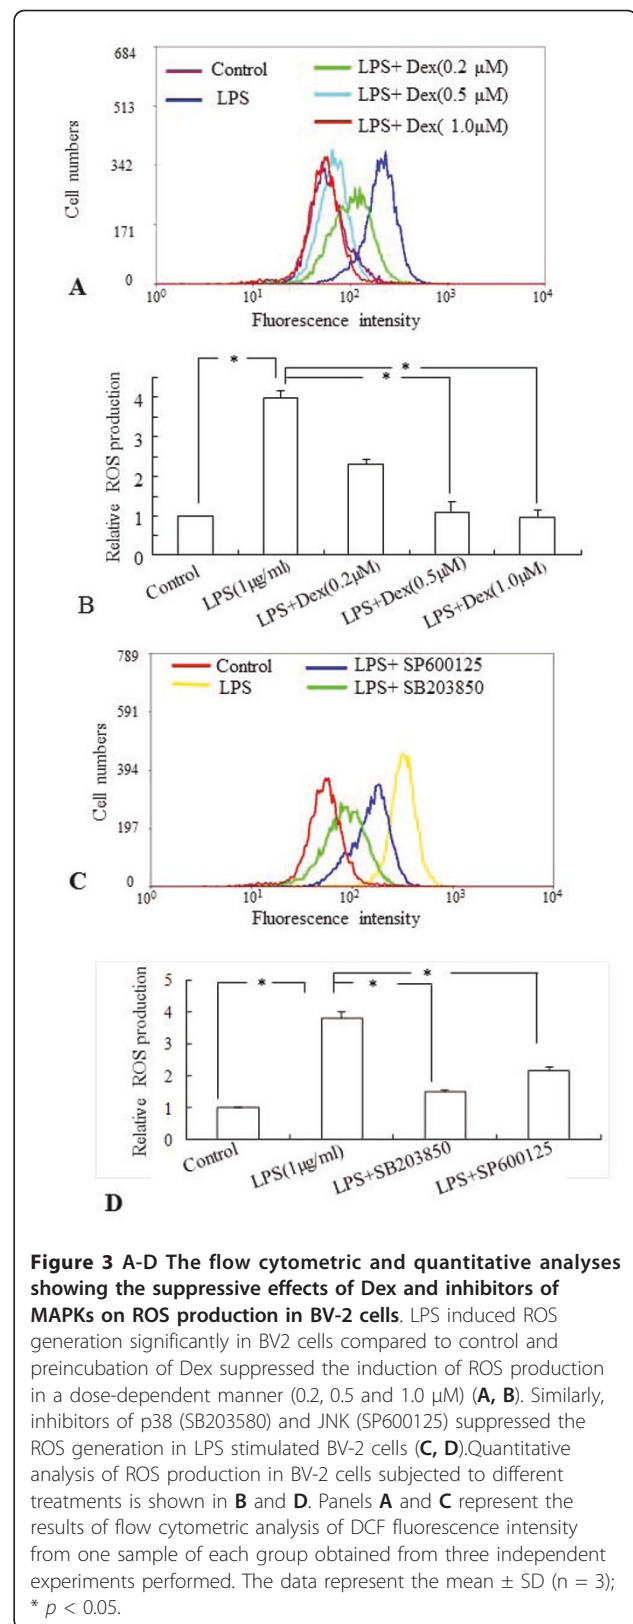 684
513
342
171
0
Cell numbers
Control
LPS
LPS+ Dex(0.2 µM)
LPS+ Dex(0.5 µM)
LPS+ Dex( 1.0µM)
10⁰ 10¹ 10² 10³ 10⁴
Fluorescence intensity
A
Relative ROS production
4
3
2
1
0
* * *
Control
LPS(1µg/ml)
LPS+Dex(0.2µM)
LPS+Dex(0.5µM)
LPS+Dex(1.0µM)
B
789
591
394
197
0
Cell numbers
Control
LPS
LPS+ SP600125
LPS+ SB203850
10⁰ 10¹ 10² 10³ 10⁴
Fluorescence intensity
C
Relative ROS production
5
4
3
2
1
0
* * *
Control
LPS(1µg/ml)
LPS+SB203850
LPS+SP600125
D
Figure 3 A-D The flow cytometric and quantitative analyses
showing the suppressive effects of Dex and inhibitors of
MAPKs on ROS production in BV-2 cells. LPS induced ROS
generation significantly in BV2 cells compared to control and
preincubation of Dex suppressed the induction of ROS production
in a dose-dependent manner (0.2, 0.5 and 1.0 μM) (A, B). Similarly,
inhibitors of p38 (SB203580) and JNK (SP600125) suppressed the
ROS generation in LPS stimulated BV-2 cells (C, D).Quantitative
analysis of ROS production in BV-2 cells subjected to different
treatments is shown in B and D. Panels A and C represent the
results of flow cytometric analysis of DCF fluorescence intensity
from one sample of each group obtained from three independent
experiments performed. The data represent the mean ± SD (n = 3);
* p < 0.05.